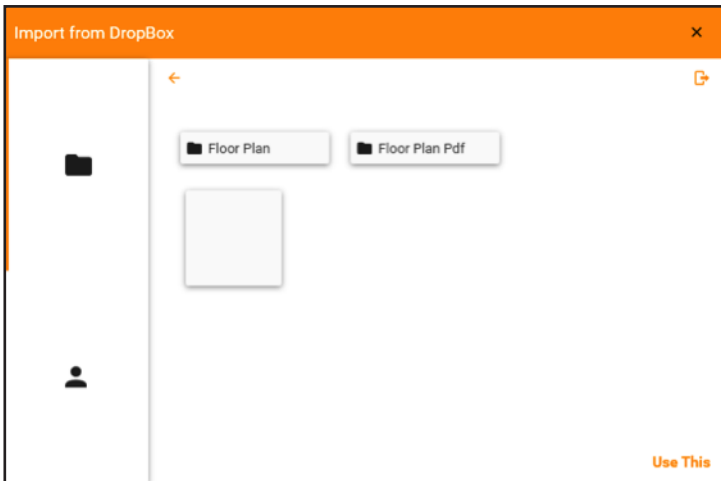 Import from DropBox
Floor Plan
Floor Plan Pdf
Use This